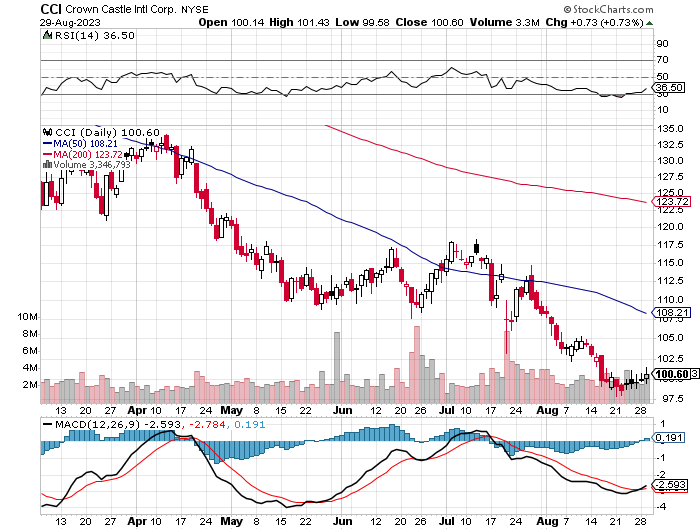 CCI Crown Castle Intl Corp. NYSE © StockCharts.com
29-Aug-2023 Open 100.14 High 101.43 Low 99.58 Close 100.60 Volume 3.3M Chg +0.73 (+0.73%)
RSI(14) 36.50
90
70
50
36.50
30
10
CCI (Daily) 100.60
MA(50) 108.21
MA(200) 123.72
Volume 3,346,793
135.0
132.5
130.0
127.5
125.0
123.72
120.0
117.5
115.0
112.5
110.0
108.21
105.0
102.5
100.60
97.5
10M
8M
6M
4M
2M
13 20 27 Apr 10 17 24 May 8 15 22 Jun 12 20 26 Jul 10 17 24 Aug 7 14 21 28
MACD(12,26,9) -2.593, -2.784, 0.191
1
0.191
-1
-2
-2.593
-4
13 20 27 Apr 10 17 24 May 8 15 22 Jun 12 20 26 Jul 10 17 24 Aug 7 14 21 28